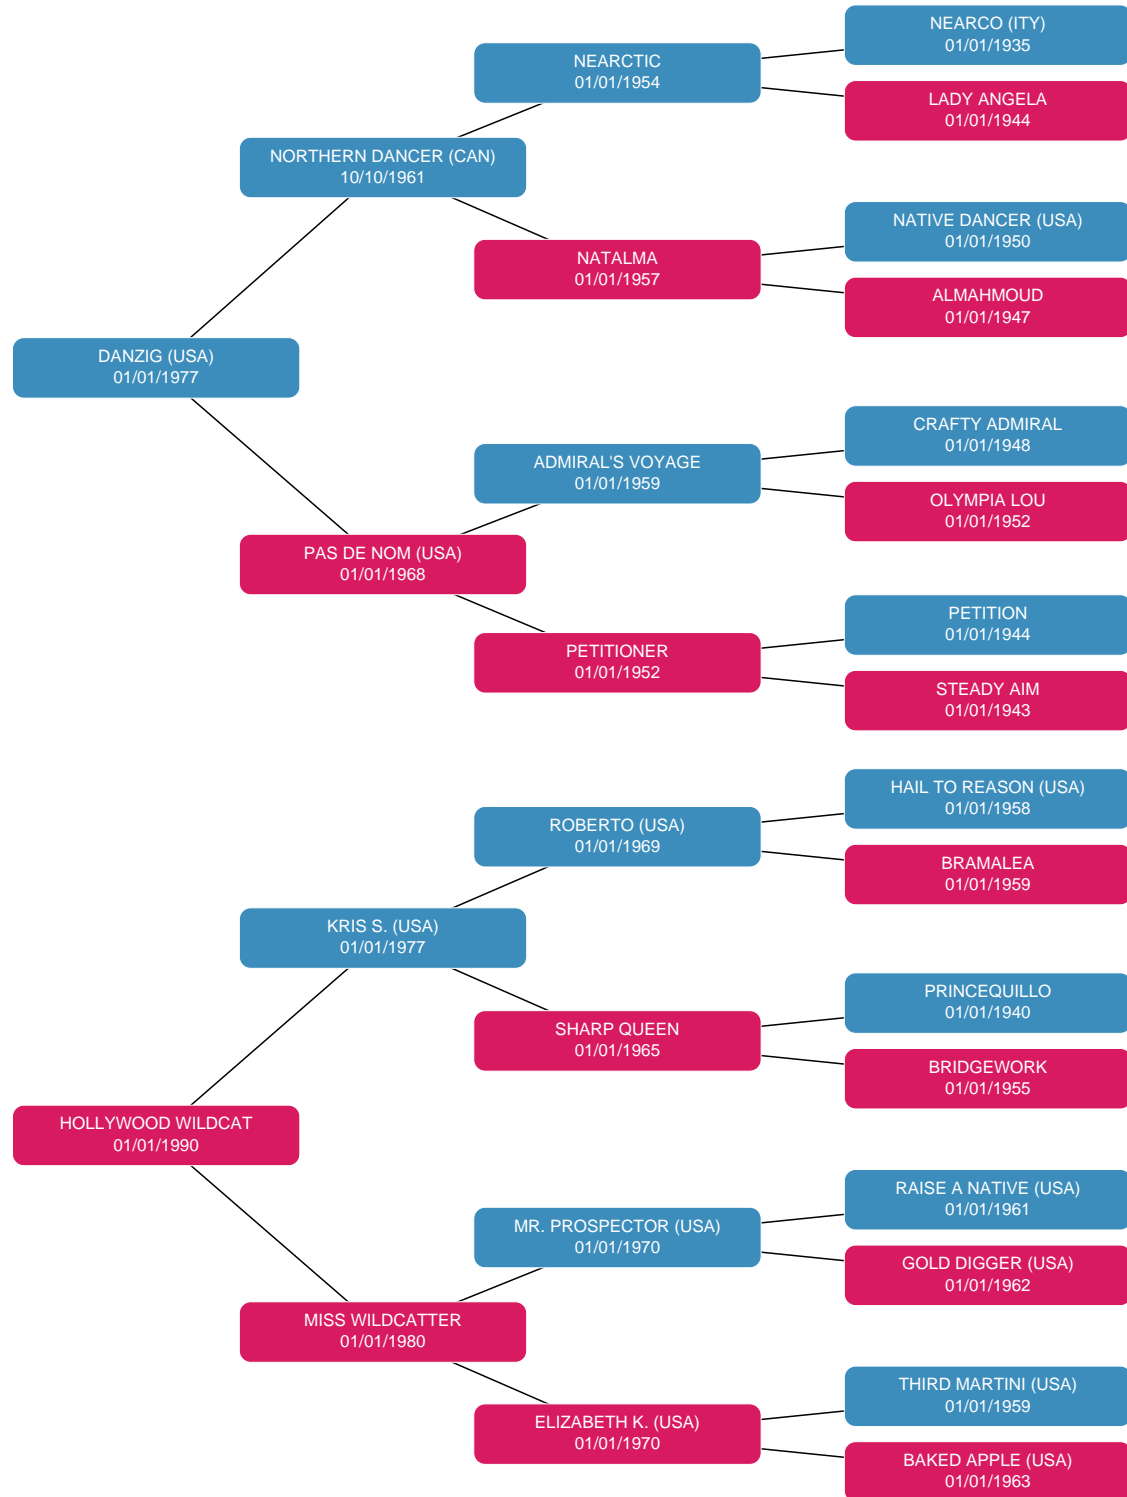 NEARCO (ITY)
01/01/1935
NEARCTIC
01/01/1954
LADY ANGELA
01/01/1944
NORTHERN DANCER (CAN)
10/10/1961
NATIVE DANCER (USA)
01/01/1950
NATALMA
01/01/1957
ALMAHMOUD
01/01/1947
DANZIG (USA)
01/01/1977
CRAFTY ADMIRAL
01/01/1948
ADMIRAL'S VOYAGE
01/01/1959
OLYMPIA LOU
01/01/1952
PAS DE NOM (USA)
01/01/1968
PETITION
01/01/1944
PETITIONER
01/01/1952
STEADY AIM
01/01/1943
HAIL TO REASON (USA)
01/01/1958
ROBERTO (USA)
01/01/1969
BRAMALEA
01/01/1959
KRIS S. (USA)
01/01/1977
PRINCEQUILLO
01/01/1940
SHARP QUEEN
01/01/1965
BRIDGEWORK
01/01/1955
HOLLYWOOD WILDCAT
01/01/1990
RAISE A NATIVE (USA)
01/01/1961
MR. PROSPECTOR (USA)
01/01/1970
GOLD DIGGER (USA)
01/01/1962
MISS WILDCATTER
01/01/1980
THIRD MARTINI (USA)
01/01/1959
ELIZABETH K. (USA)
01/01/1970
BAKED APPLE (USA)
01/01/1963